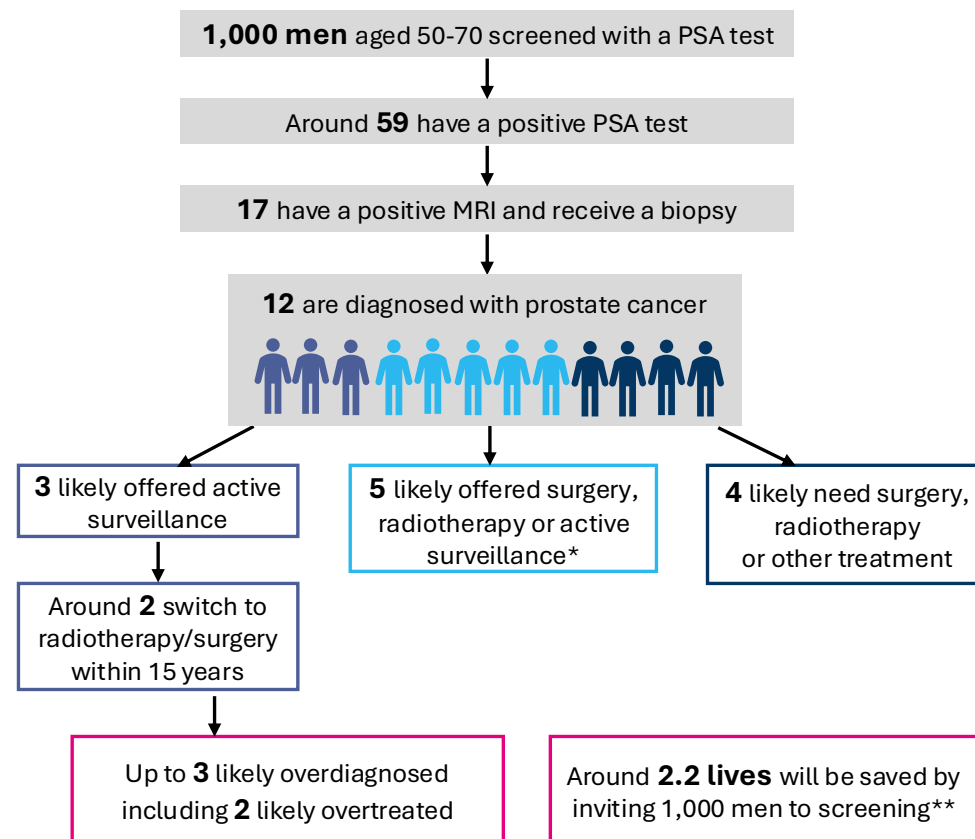 1,000 men aged 50-70 screened with a PSA test
Around 59 have a positive PSA test
17 have a positive MRI and receive a biopsy
12 are diagnosed with prostate cancer
3 likely offered active
surveillance
5 likely offered surgery,
radiotherapy or active
surveillance*
4 likely need surgery,
radiotherapy
or other treatment
Around 2 switch to
radiotherapy/surgery
within 15 years
Up to 3 likely overdiagnosed
including 2 likely overtreated
Around 2.2 lives will be saved by
inviting 1,000 men to screening**